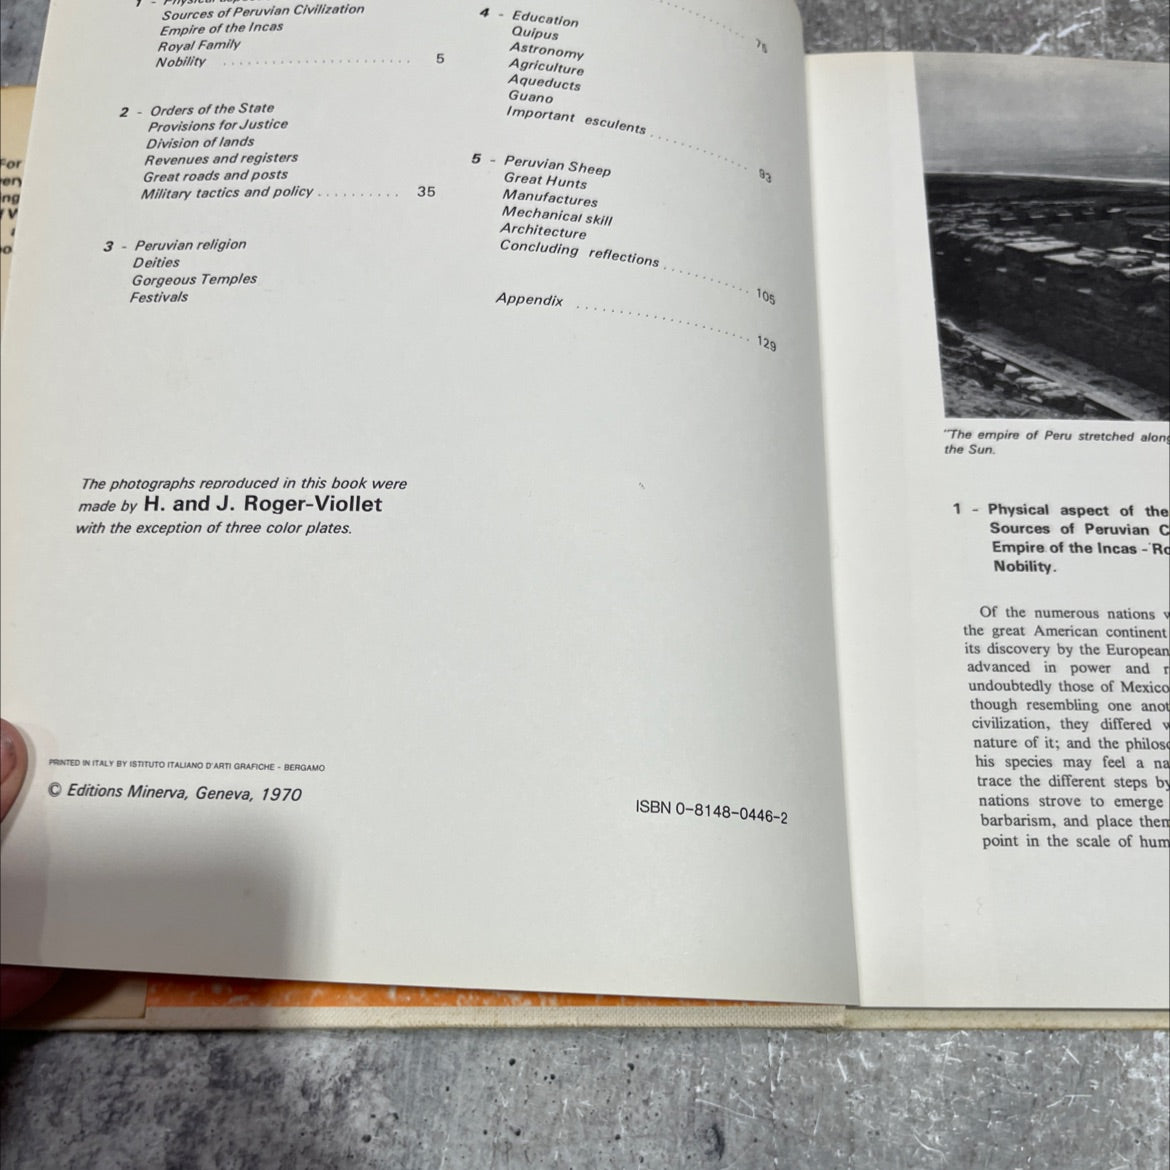 Sources of Peruvian Civilization
Empire of the Incas
Royal Family
Nobility ........................ 5
2 - Orders of the State
Provisions for Justice
Division of lands
Revenues and registers
Great roads and posts
Military tactics and policy .......... 35
3 - Peruvian religion
Deities
Gorgeous Temples
Festivals
4 - Education
Quipus
Astronomy
Agriculture
Aqueducts
Guano
Important esculents ............... 93
5 - Peruvian Sheep
Great Hunts
Manufactures
Mechanical skill
Architecture
Concluding reflections ............. 105
Appendix ......................... 129
The photographs reproduced in this book were
made by H. and J. Roger-Viollet
with the exception of three color plates.
PRINTED IN ITALY BY ISTITUTO ITALIANO D'ARTI GRAFICHE - BERGAMO
© Editions Minerva, Geneva, 1970
ISBN 0-8148-0446-2
"The empire of Peru stretched along
the Sun.
1 - Physical aspect of the
Sources of Peruvian C
Empire of the Incas - Ro
Nobility.
Of the numerous nations
the great American continent
its discovery by the European
advanced in power and r
undoubtedly those of Mexico
though resembling one anot
civilization, they differed
nature of it; and the philoso
his species may feel a na
trace the different steps by
nations strove to emerge
barbarism, and place them
point in the scale of hum